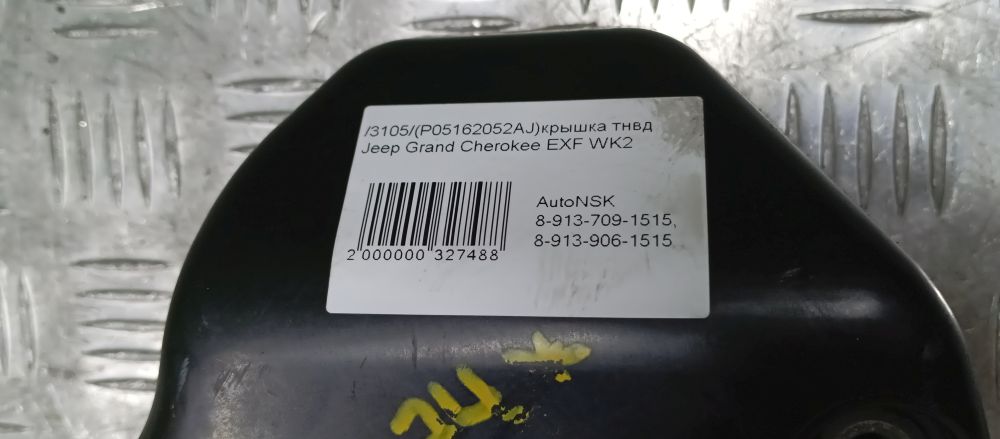 /3105/(P05162052AJ)крышка тнвд
Jeep Grand Cherokee EXF WK2
AutoNSK
8-913-709-1515,
8-913-906-1515
2 000000 327488